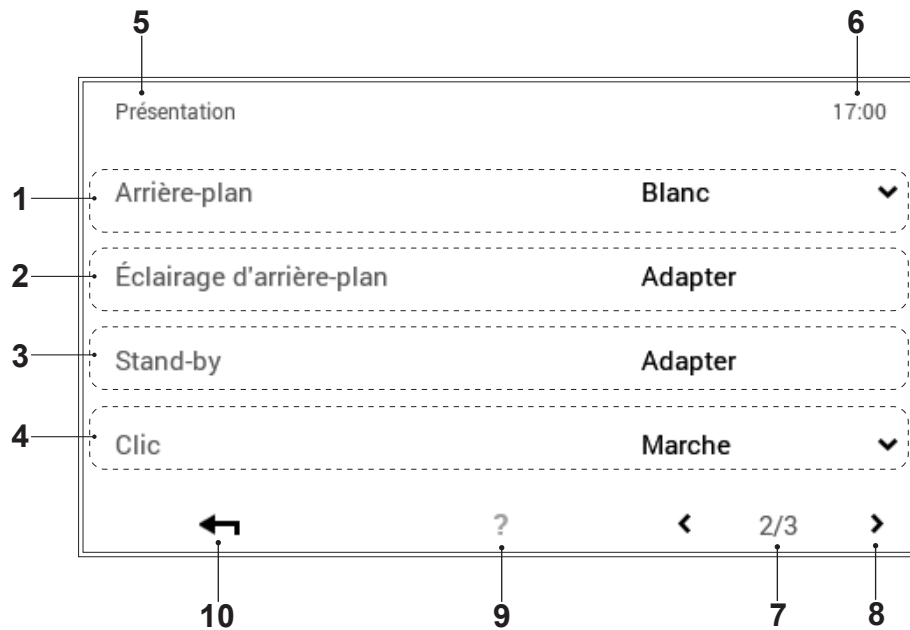 5 6
Présentation 17:00
1 Arrière-plan Blanc
2 Éclairage d'arrière-plan Adapter
3 Stand-by Adapter
4 Clic Marche
? 2/3
10 9 7 8